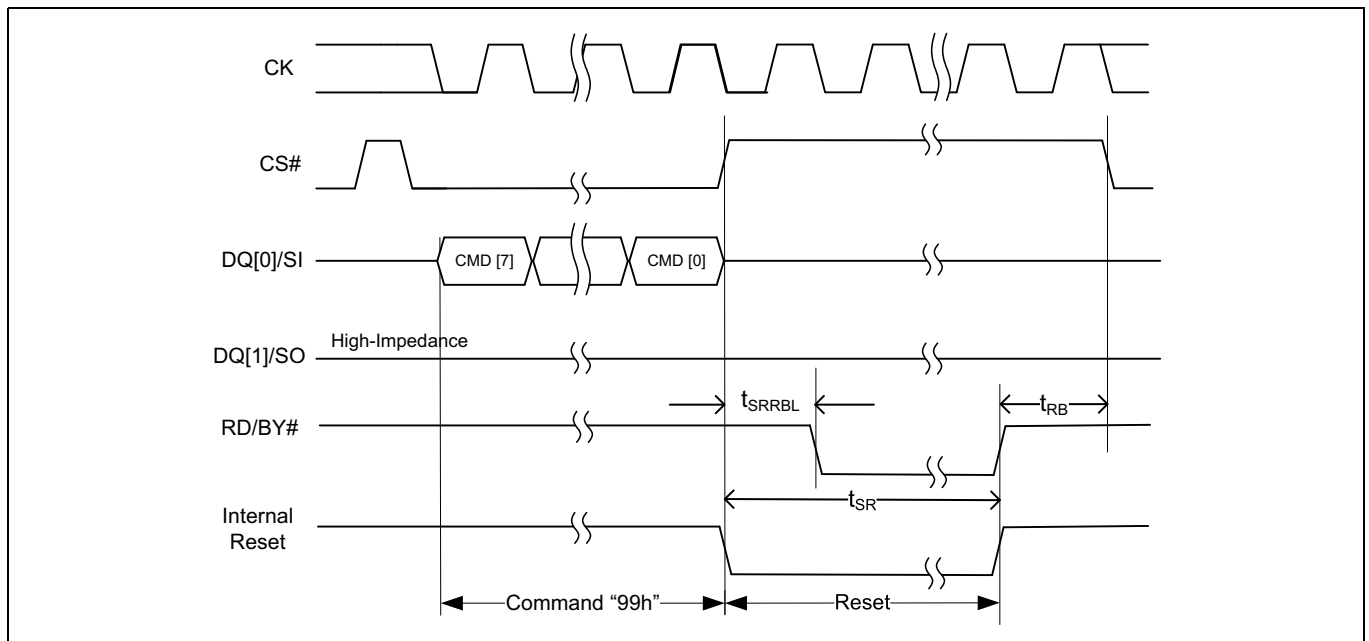 CK
CS#
DQ[0]/SI
CMD [7]
CMD [0]
DQ[1]/SO
High-Impedance
tSRRBL
tRB
RD/BY#
tSR
Internal
Reset
Command “99h”
Reset